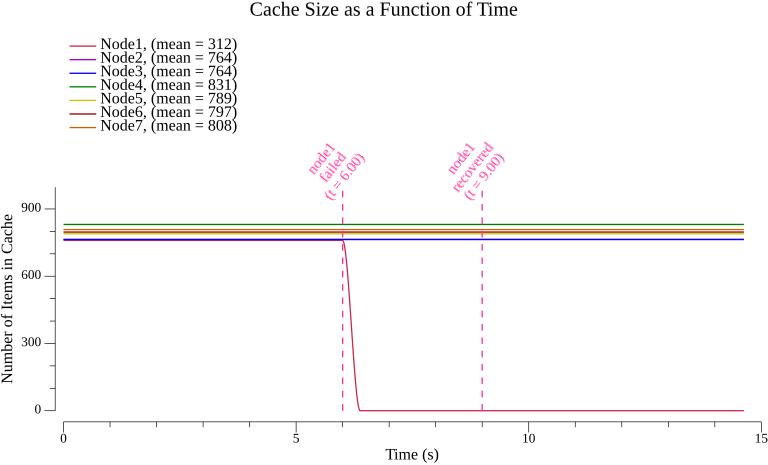 Cache Size as a Function of Time
Node1, (mean = 312)
Node2, (mean = 764)
Node3, (mean = 764)
Node4, (mean = 831)
Node5, (mean = 789)
Node6, (mean = 797)
Node7, (mean = 808)
node1
failed
(t = 6.00)
node1
recovered
(t = 9.00)
Number of Items in Cache
900
600
300
0
0
5
10
15
Time (s)